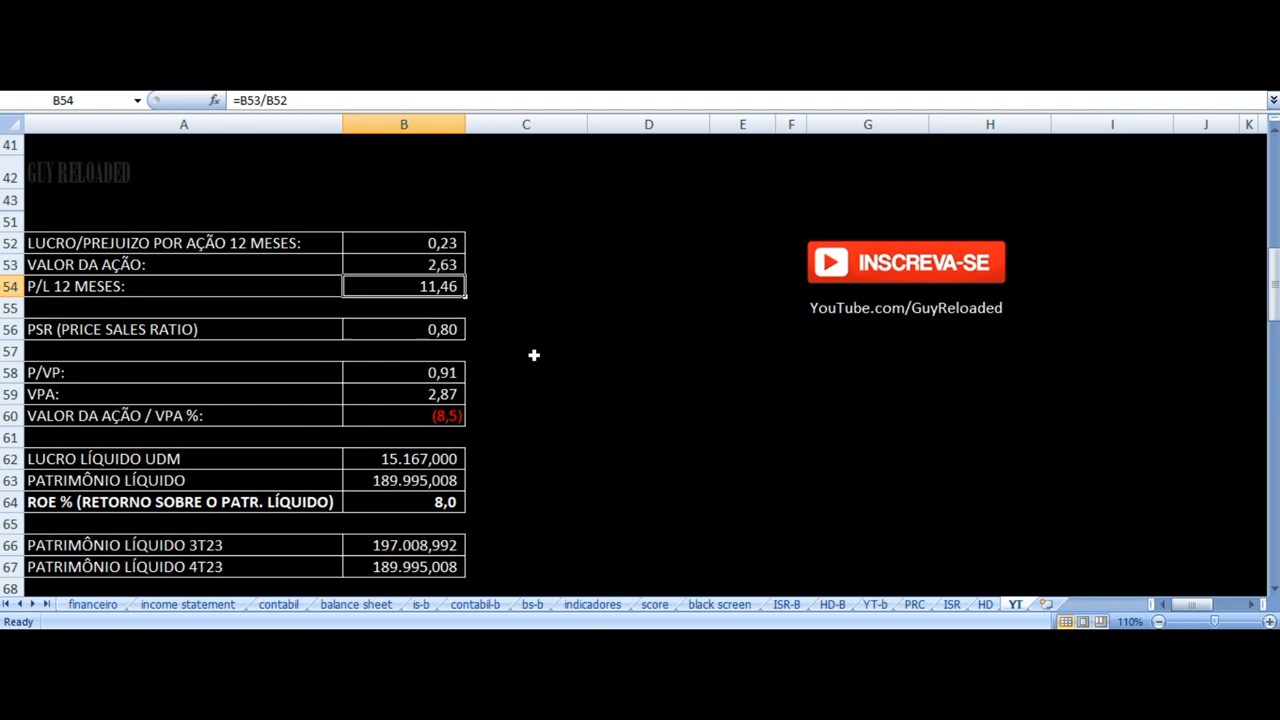 B54 fx =B53/B52
A B C D E F G H I J K
41
42 GUY RELOADED
43
51
52 LUCRO/PREJUIZO POR AÇÃO 12 MESES: 0,23
53 VALOR DA AÇÃO: 2,63
54 P/L 12 MESES: 11,46
55
56 PSR (PRICE SALES RATIO) 0,80
57
58 P/VP: 0,91
59 VPA: 2,87
60 VALOR DA AÇÃO / VPA %: (8,5)
61
62 LUCRO LÍQUIDO UDM 15.167,000
63 PATRIMÔNIO LÍQUIDO 189.995,008
64 ROE % (RETORNO SOBRE O PATR. LÍQUIDO) 8,0
65
66 PATRIMÔNIO LÍQUIDO 3T23 197.008,992
67 PATRIMÔNIO LÍQUIDO 4T23 189.995,008
68
INSCREVA-SE
YouTube.com/GuyReloaded
financeiro income statement contabil balance sheet is-b contabil-b bs-b indicadores score black screen ISR-B HD-B YT-b PRC ISR HD YT
Ready 110%